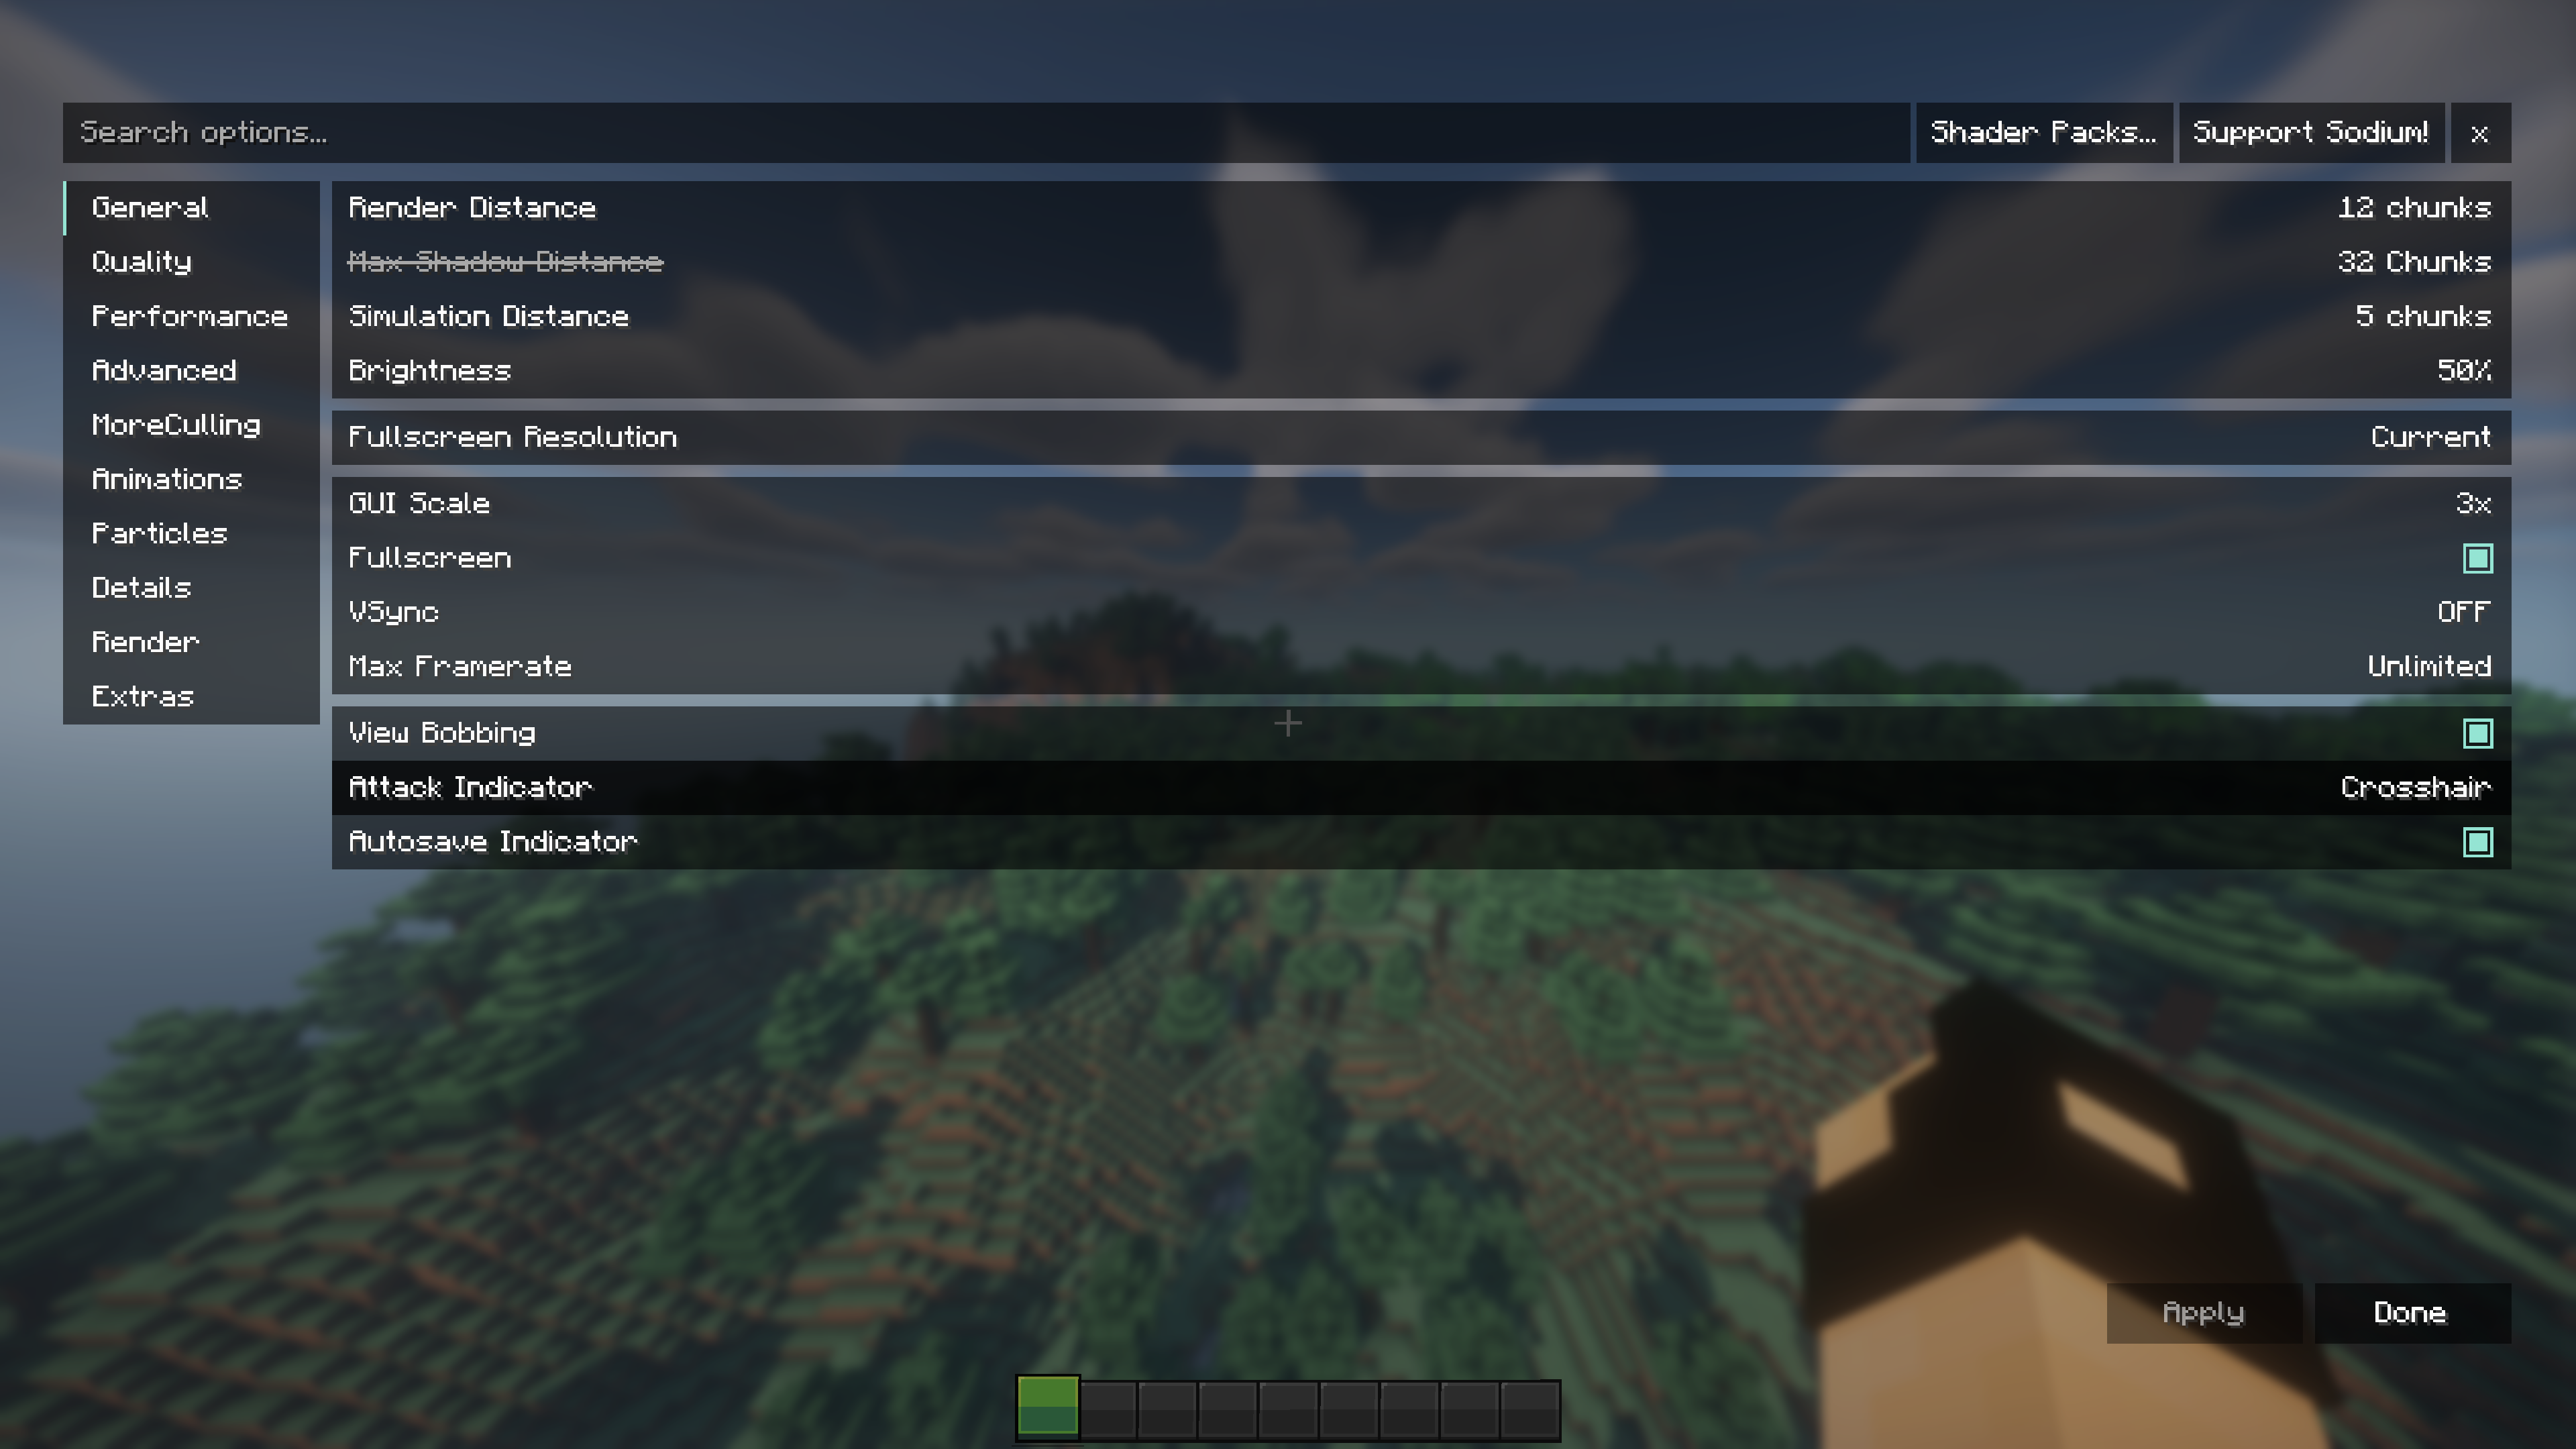 Search options...
Shader Packs...
Support Sodium!
x
General
Quality
Performance
Advanced
MoreCulling
Animations
Particles
Details
Render
Extras
Render Distance 12 chunks
Max Shadow Distance 32 Chunks
Simulation Distance 5 chunks
Brightness 50%
Fullscreen Resolution Current
GUI Scale 3x
Fullscreen
VSync OFF
Max Framerate Unlimited
View Bobbing
Attack Indicator Crosshair
Autosave Indicator
Apply
Done